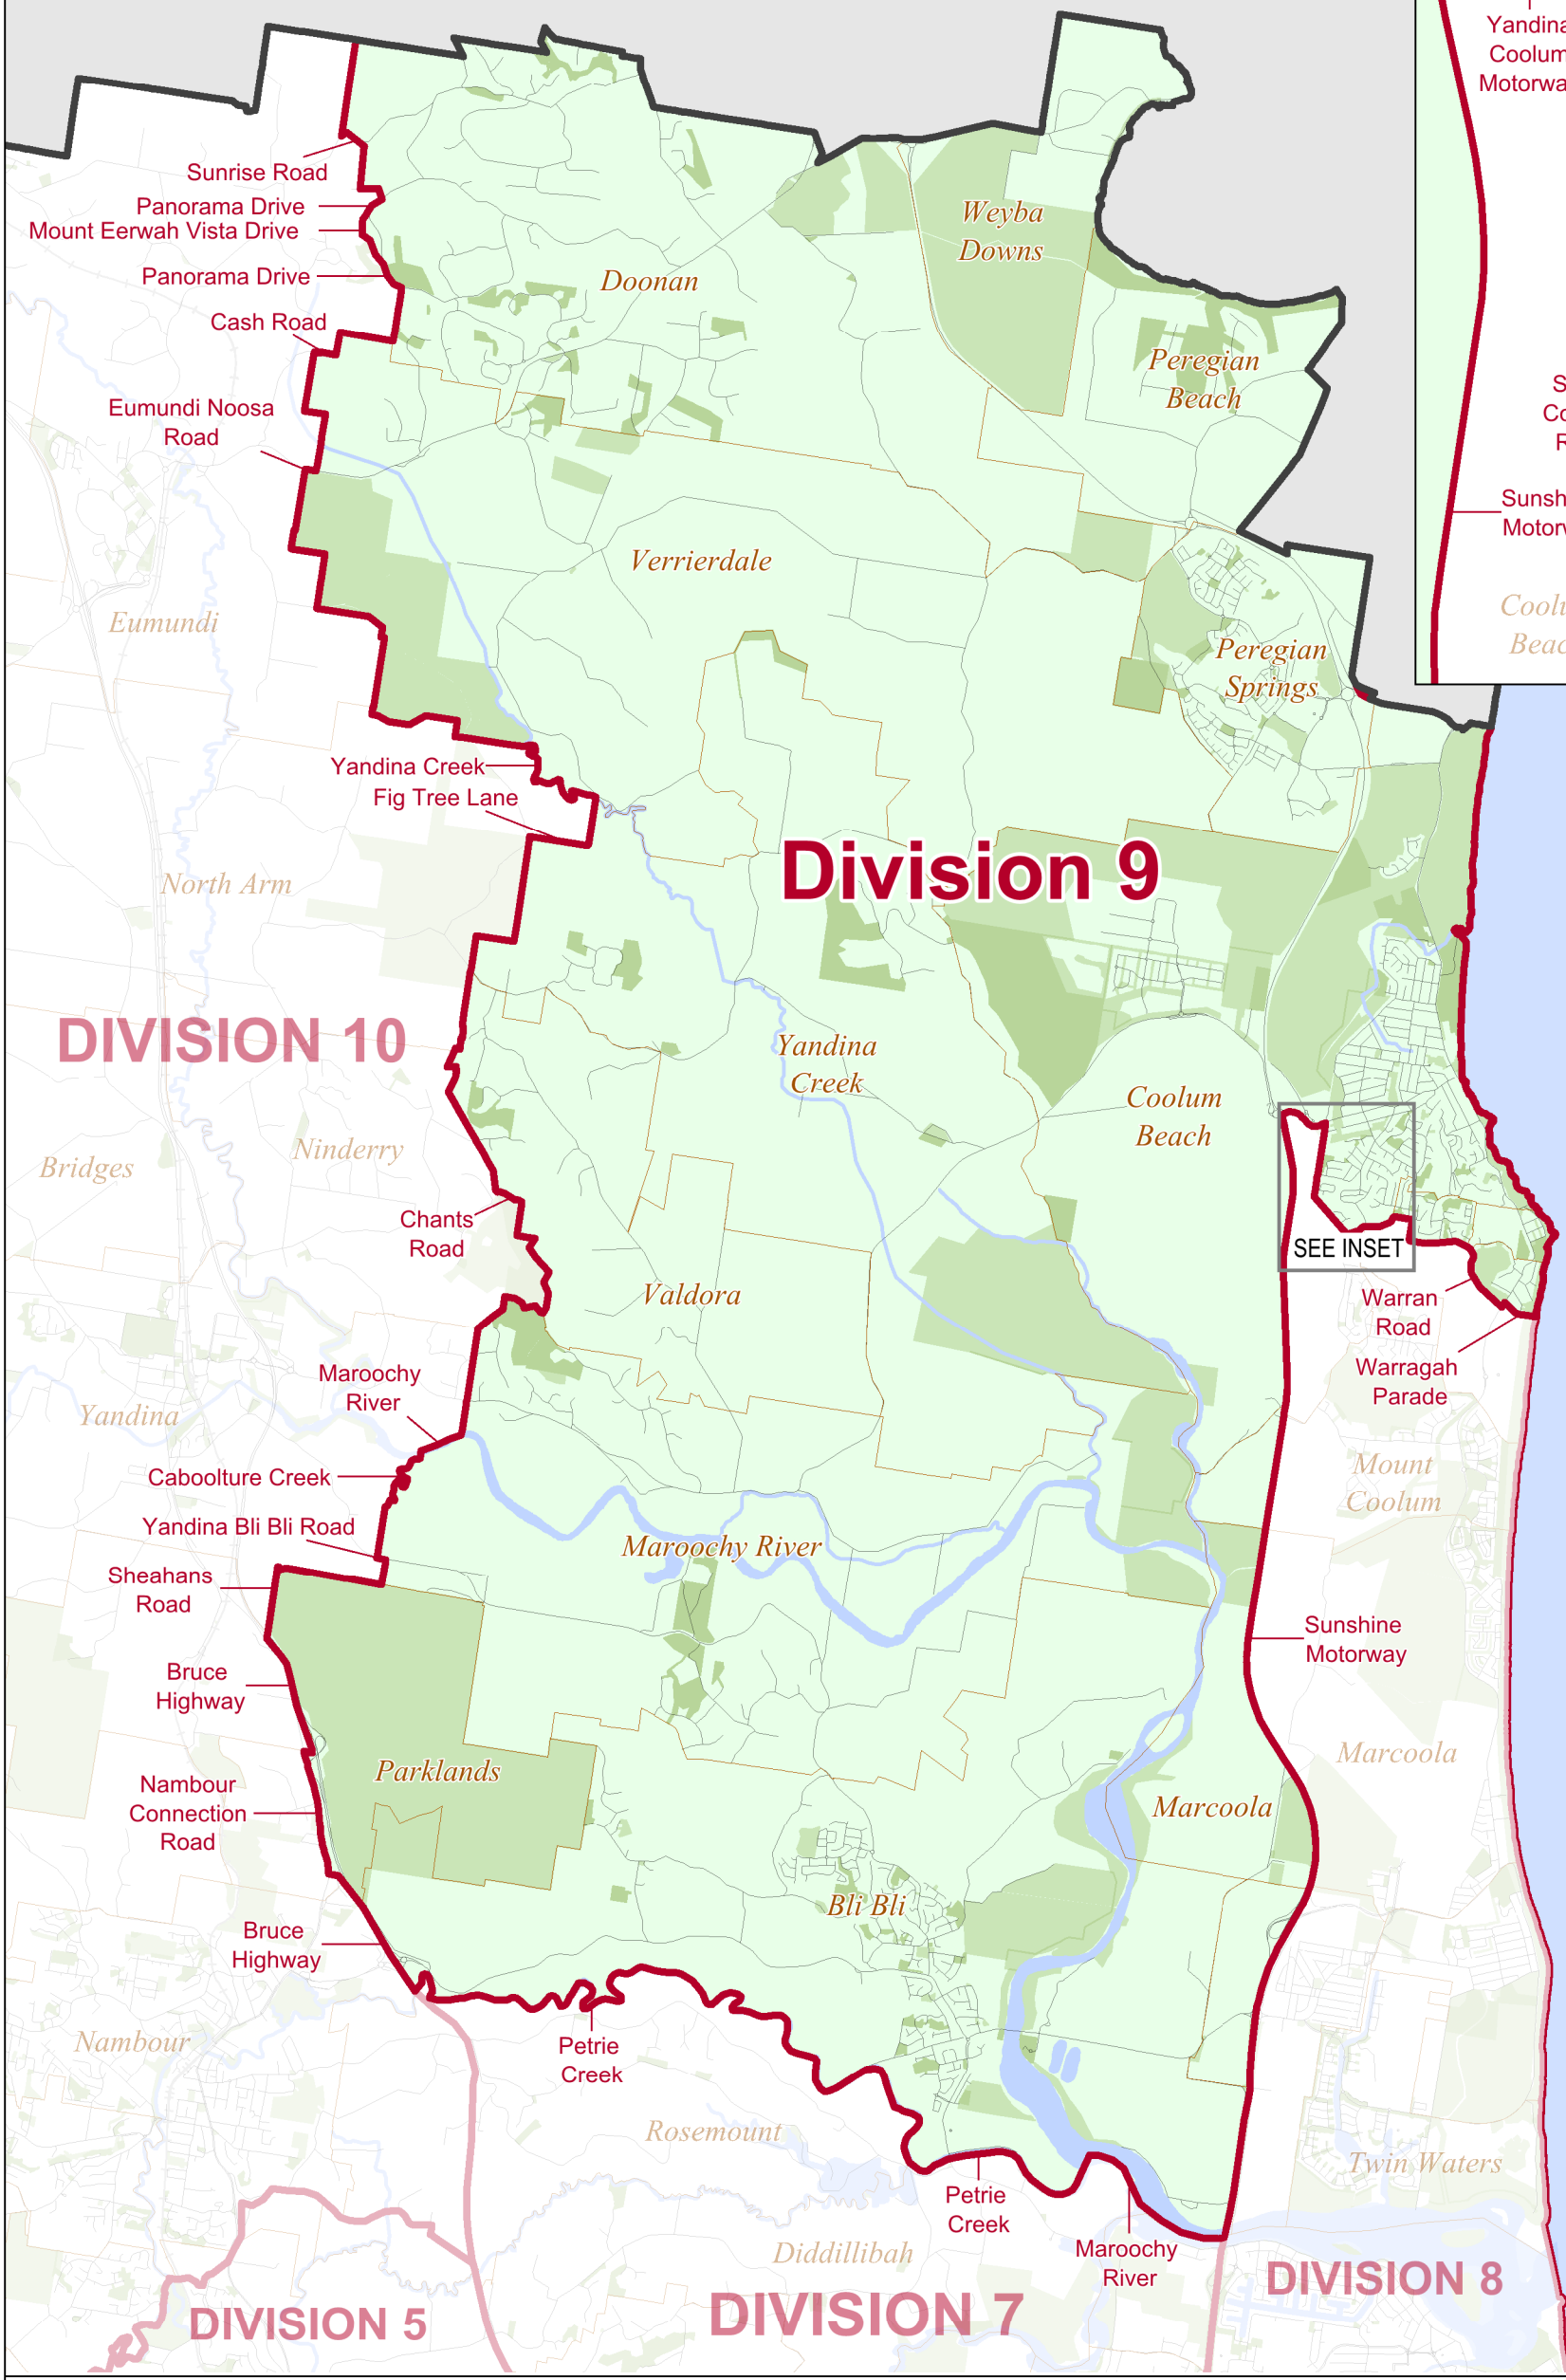 Yandina
Coolum
Sunrise Road
Panorama Drive
Weyba
Downs
Mount Eerwah Vista Drive
Panorama Drive
Doonan
Cash Road
Peregian
Beach
Eumundi Noosa
Road
Verrierdale
Eumundi
Peregian
Springs
Yandina Creek
Fig Tree Lane
Division 9
North Arm
DIVISION 10
Yandina
Creek
Coolum
Beach
Ninderry
Bridges
Chants
Road
SEE INSET
Valdora
Warran
Road
Warragah
Parade
Maroochy
River
Yandina
Mount
Coolum
Caboolture Creek
Yandina Bli Bli Road
Maroochy River
Sheahans
Road
Sunshine
Motorway
Bruce
Highway
Marcoola
Parklands
Nambour
Connection
Road
Marcoola
Bli Bli
Bruce
Highway
Nambour
Petrie
Creek
Rosemount
Twin Waters
Petrie
Creek
Maroochy
River
Diddillibah
DIVISION 8
DIVISION 7
DIVISION 5